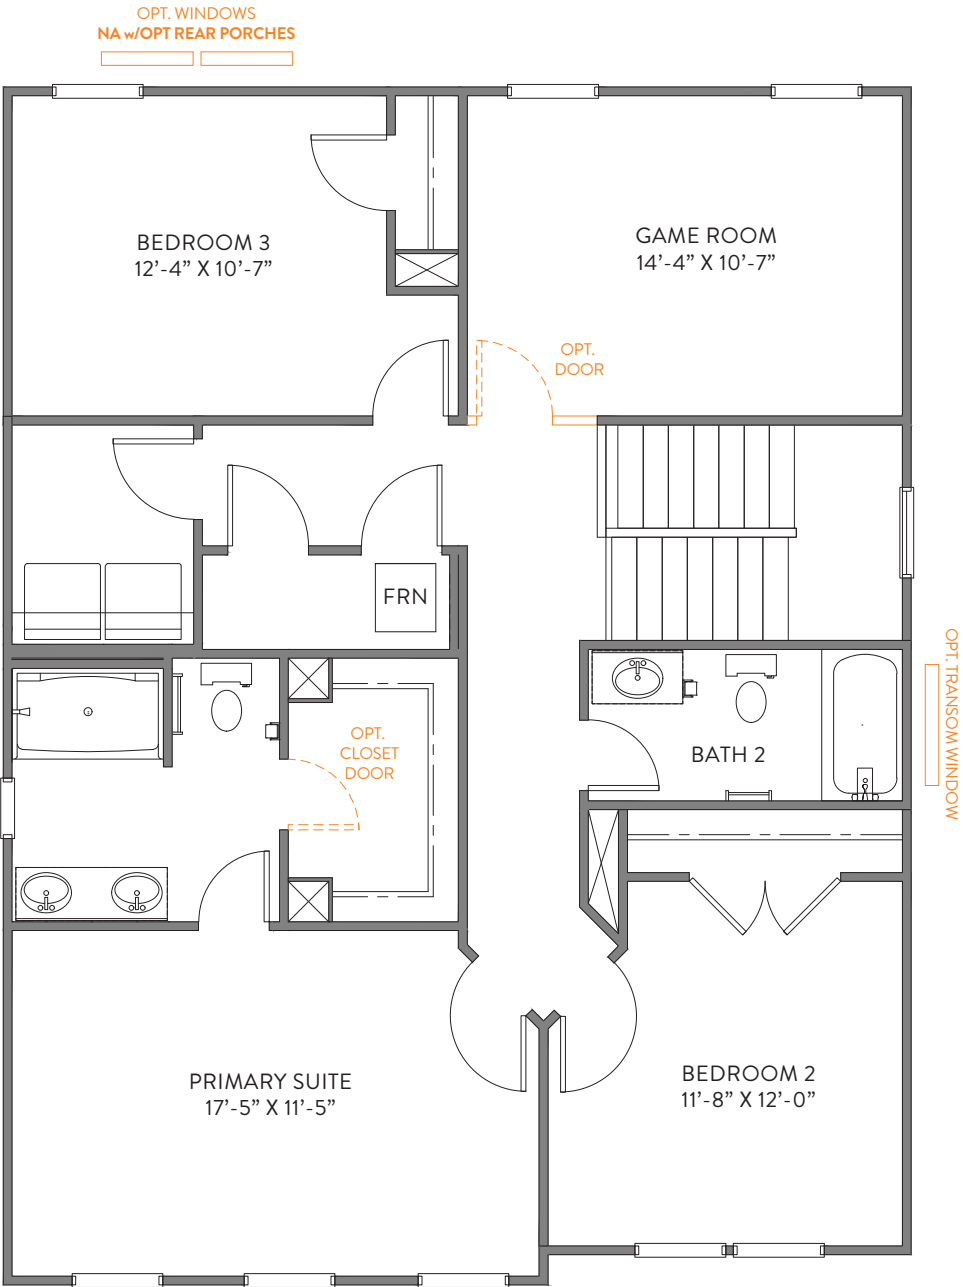 OPT. WINDOWS
NA w/OPT REAR PORCHES
BEDROOM 3
12’-4” X 10’-7”
GAME ROOM
14’-4” X 10’-7”
OPT.
DOOR
FRN
OPT.
CLOSET
DOOR
BATH 2
OPT. TRANSOM WINDOW
PRIMARY SUITE
17’-5” X 11’-5”
BEDROOM 2
11’-8” X 12’-0”